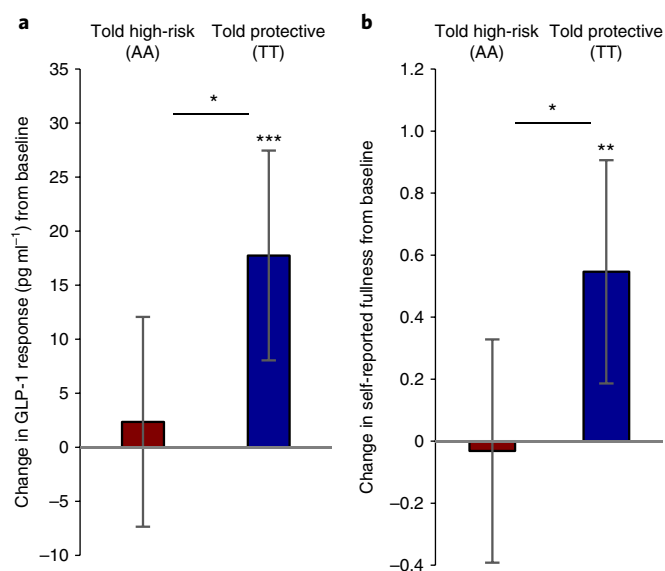 a
Told high-risk
(AA)
Told protective
(TT)
Change in GLP-1 response (pg ml⁻¹) from baseline
35
30
25
20
15
10
5
0
–5
–10
*
***
b
Told high-risk
(AA)
Told protective
(TT)
Change in self-reported fullness from baseline
1.2
1.0
0.8
0.6
0.4
0.2
0
–0.2
–0.4
*
**